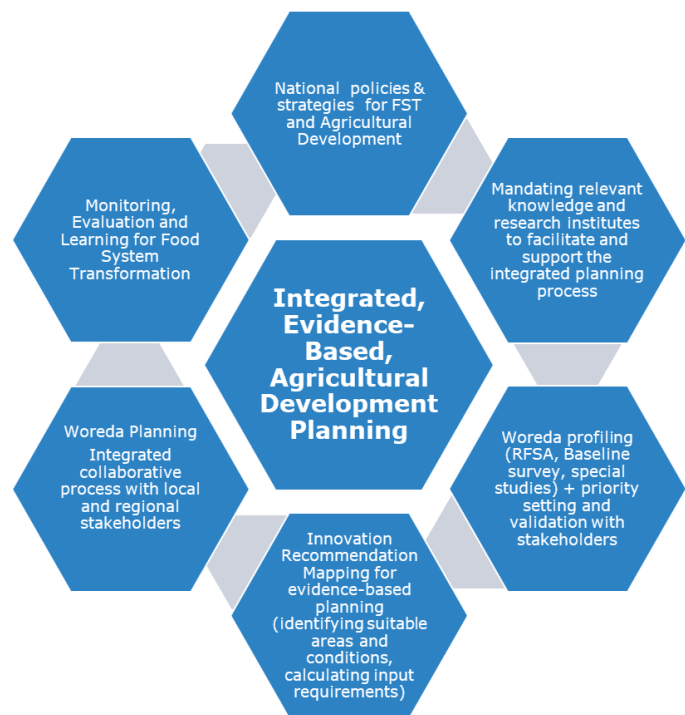 National policies &
strategies for FST
and Agricultural
Development
Mandating relevant
knowledge and
research institutes
to facilitate and
support the
integrated planning
process
Woreda profiling
(RFSA, Baseline
survey, special
studies) + priority
setting and
validation with
stakeholders
Innovation
Recommendation
Mapping for
evidence-based
planning
(identifying suitable
areas and
conditions,
calculating input
requirements)
Woreda Planning
Integrated
collaborative
process with local
and regional
stakeholders
Monitoring,
Evaluation and
Learning for Food
System
Transformation
Integrated,
Evidence-
Based,
Agricultural
Development
Planning